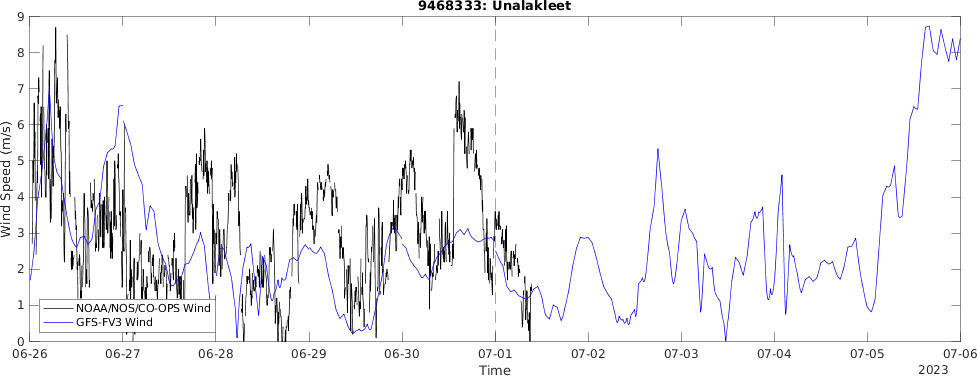 9468333: Unalakleet
Wind Speed (m/s)
9
8
7
6
5
4
3
2
1
0
NOAA/NOS/CO-OPS Wind
GFS-FV3 Wind
06-26 06-27 06-28 06-29 06-30 07-01 07-02 07-03 07-04 07-05 07-06
Time
2023